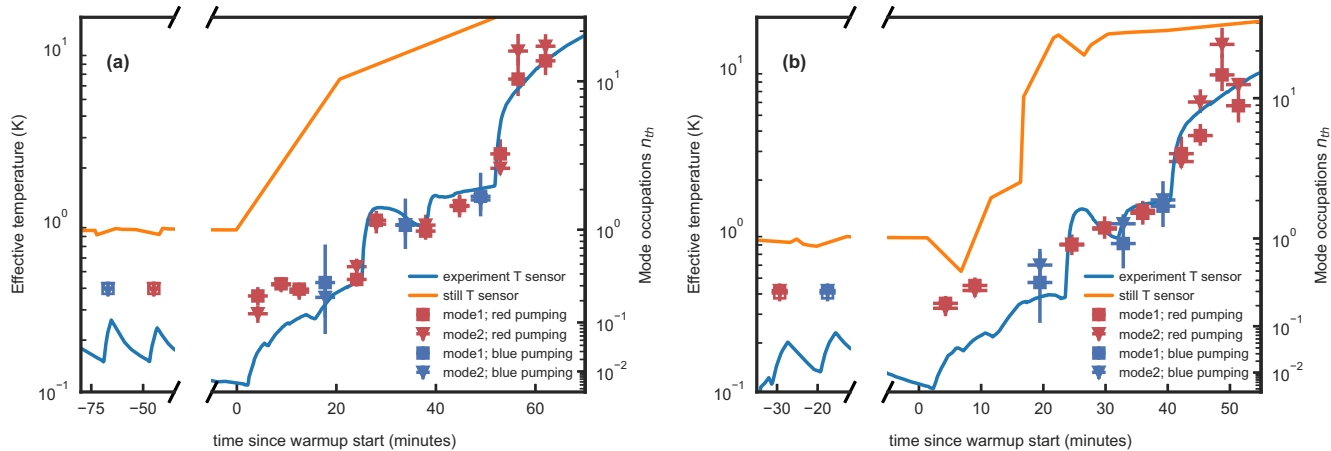 (a)
Effective temperature (K)
10¹
10⁰
10⁻¹
Mode occupations nₜₕ
10¹
10⁰
10⁻¹
10⁻²
experiment T sensor
still T sensor
mode1; red pumping
mode2; red pumping
mode1; blue pumping
mode2; blue pumping
−75 −50 0 20 40 60
time since warmup start (minutes)
(b)
Effective temperature (K)
10¹
10⁰
10⁻¹
Mode occupations nₜₕ
10¹
10⁰
10⁻¹
10⁻²
experiment T sensor
still T sensor
mode1; red pumping
mode2; red pumping
mode1; blue pumping
mode2; blue pumping
−30 −20 0 10 20 30 40 50
time since warmup start (minutes)